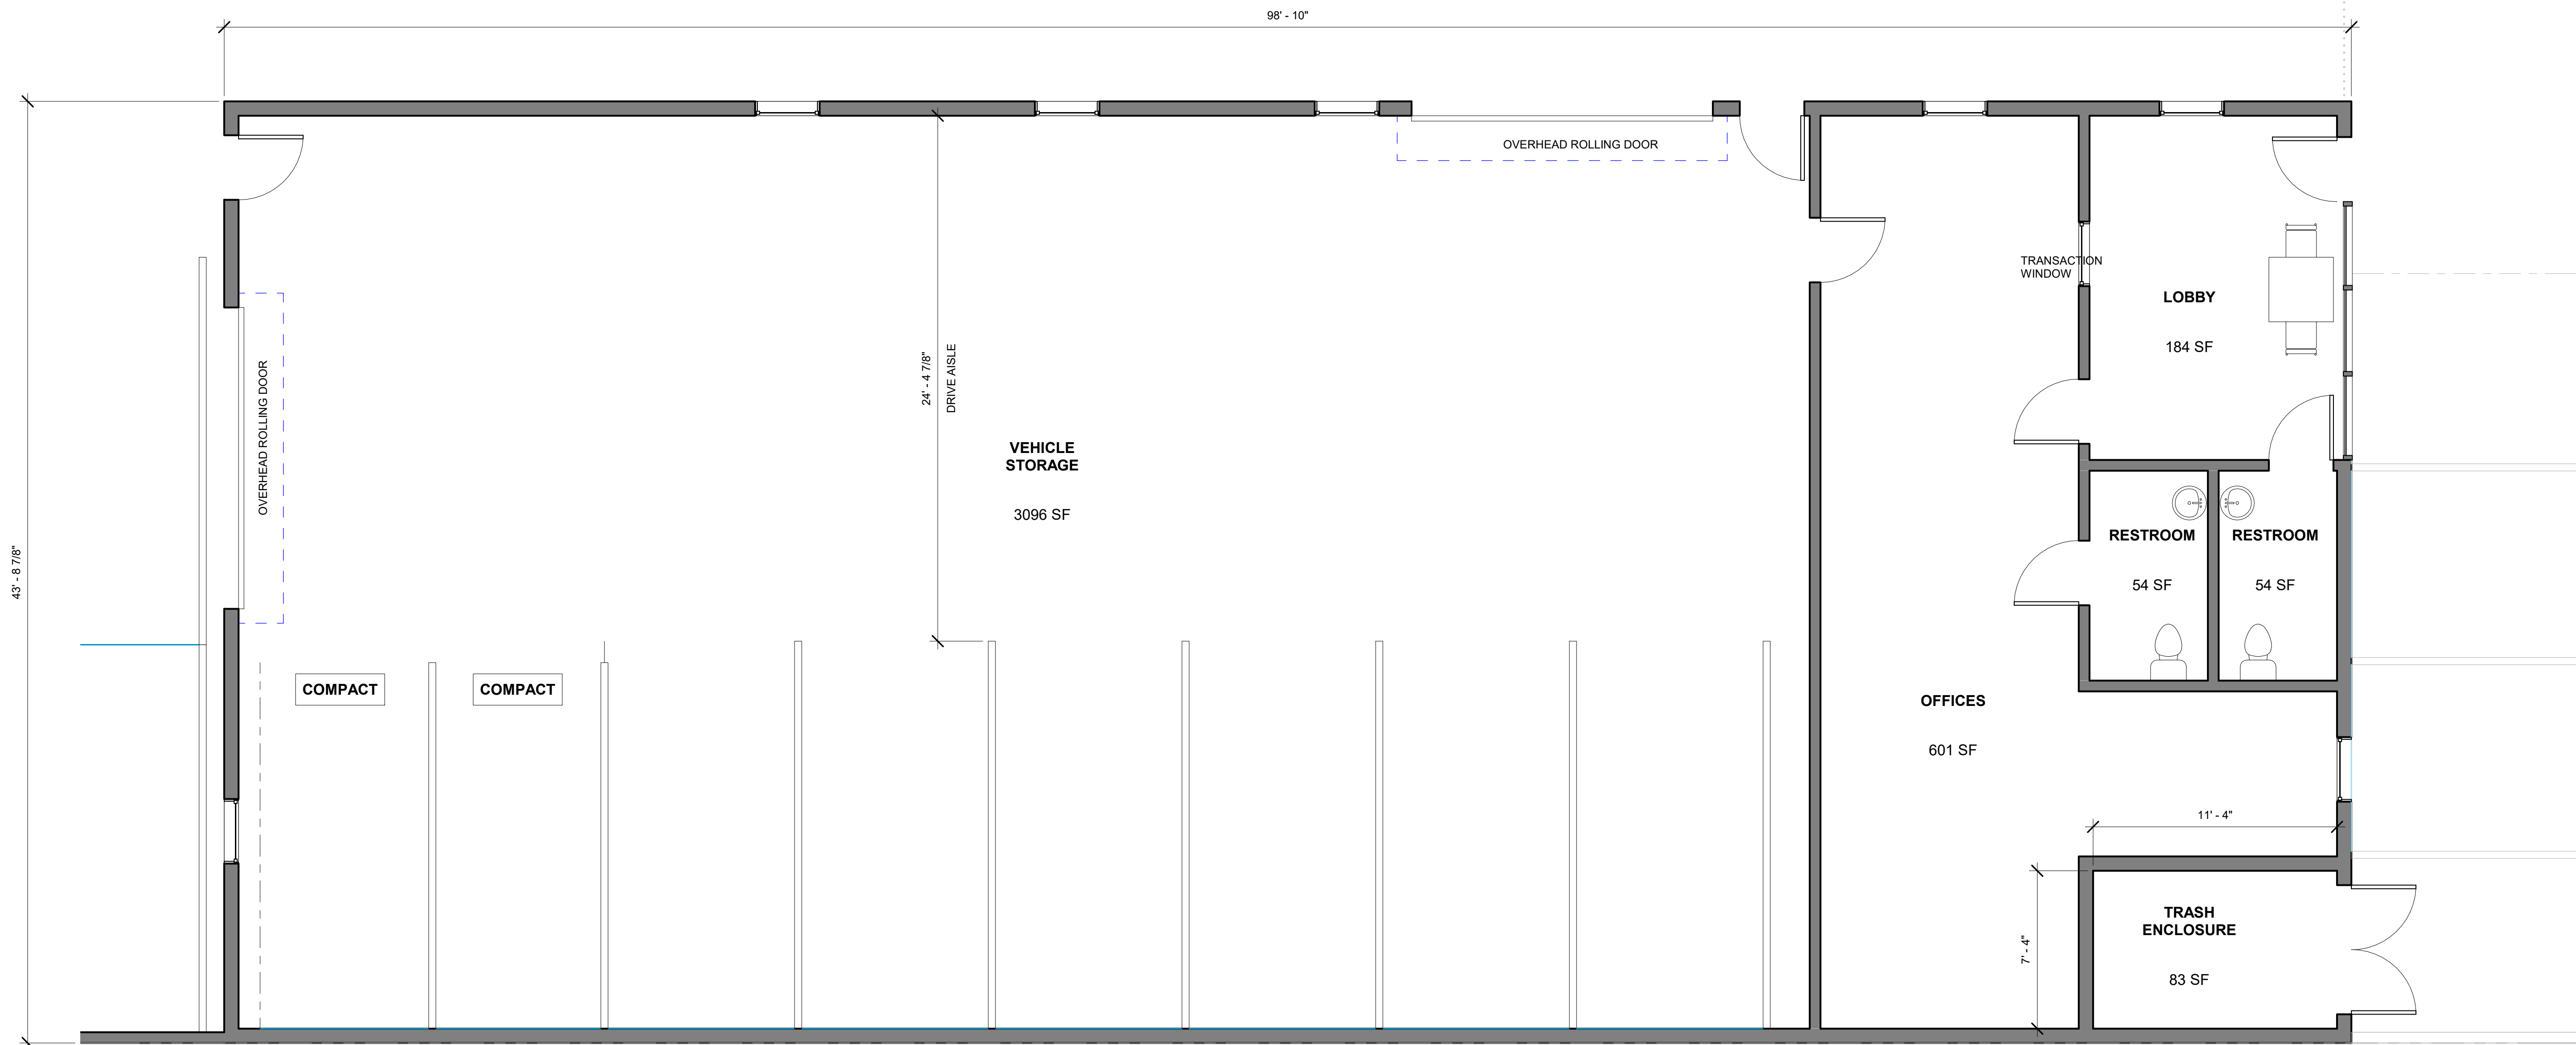 98' - 10"
OVERHEAD ROLLING DOOR
TRANSACTION
WINDOW
LOBBY
184 SF
24' - 4 7/8"
DRIVE AISLE
OVERHEAD ROLLING DOOR
VEHICLE
STORAGE
3096 SF
43' - 8 7/8"
RESTROOM
54 SF
RESTROOM
54 SF
COMPACT
COMPACT
OFFICES
601 SF
11' - 4"
7' - 4"
TRASH
ENCLOSURE
83 SF